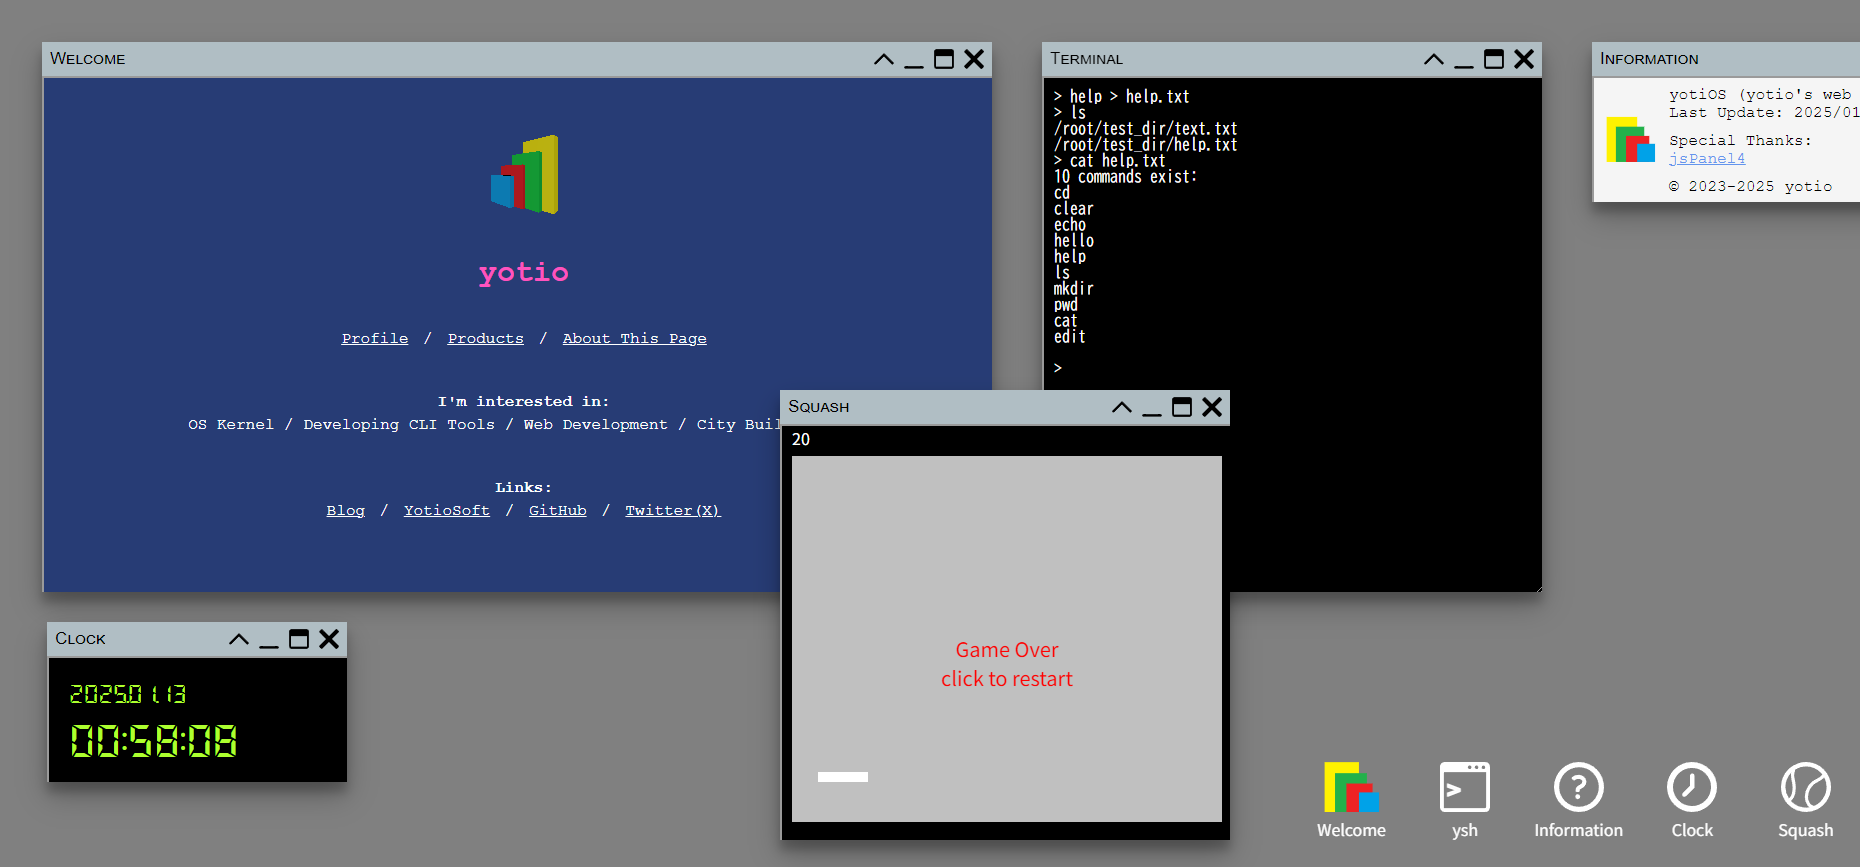 Welcome
yotio
Profile / Products / About This Page
I'm interested in:
OS Kernel / Developing CLI Tools / Web Development / City Buil
Links:
Blog / YotioSoft / GitHub / Twitter(X)
Terminal
> help > help.txt
> ls
/root/test_dir/text.txt
/root/test_dir/help.txt
> cat help.txt
10 commands exist:
cd
clear
echo
hello
help
ls
mkdir
pwd
cat
edit
>
Information
yotiOS (yotio's web
Last Update: 2025/01
Special Thanks:
jsPanel4
© 2023-2025 yotio
Squash
20
Game Over
click to restart
Clock
2025.01.13
00:58:08
Welcome
ysh
Information
Clock
Squash